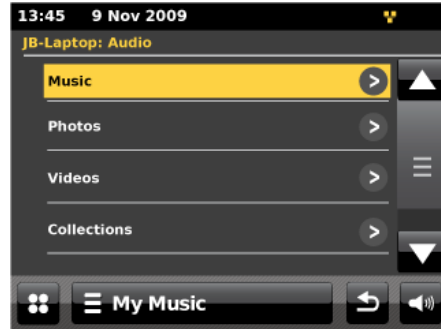 13:45 9 Nov 2009
JB-Laptop: Audio
Music
Photos
Videos
Collections
My Music